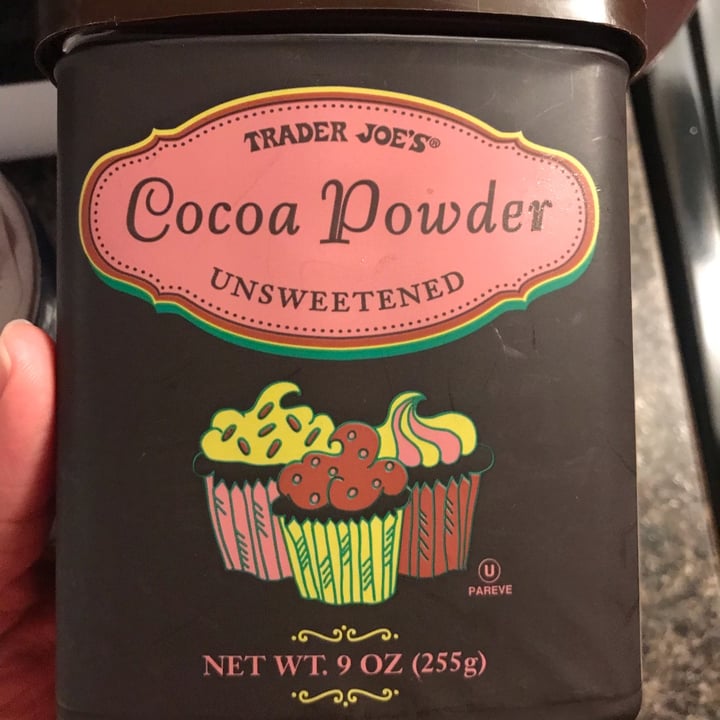 TRADER JOE'S®
Cocoa Powder
UNSWEETENED
U
PAREVE
NET WT. 9 OZ (255g)